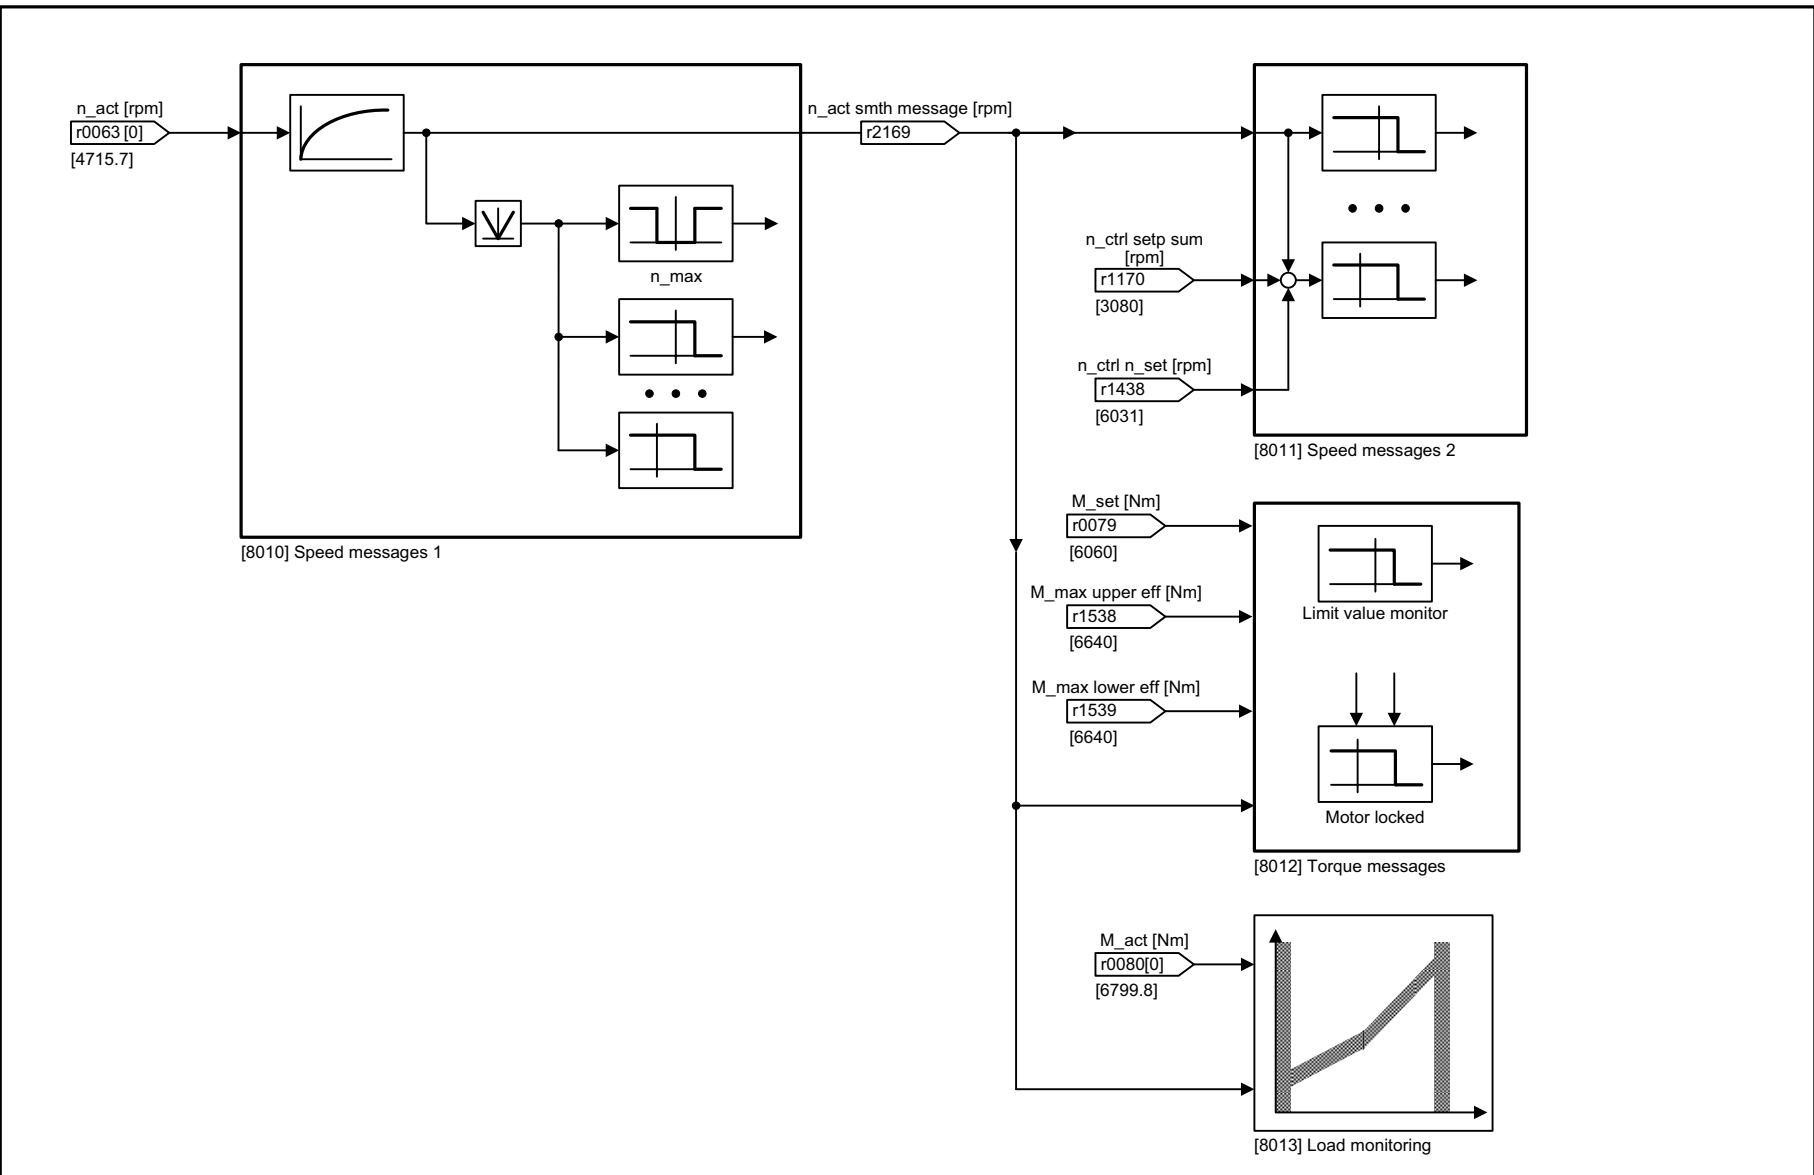 n_act [rpm]
r0063 [0]
[4715.7]
n_max
[8010] Speed messages 1
n_act smth message [rpm]
r2169
n_ctrl setp sum
[rpm]
r1170
[3080]
n_ctrl n_set [rpm]
r1438
[6031]
[8011] Speed messages 2
M_set [Nm]
r0079
[6060]
M_max upper eff [Nm]
r1538
[6640]
M_max lower eff [Nm]
r1539
[6640]
Limit value monitor
Motor locked
[8012] Torque messages
M_act [Nm]
r0080[0]
[6799.8]
[8013] Load monitoring